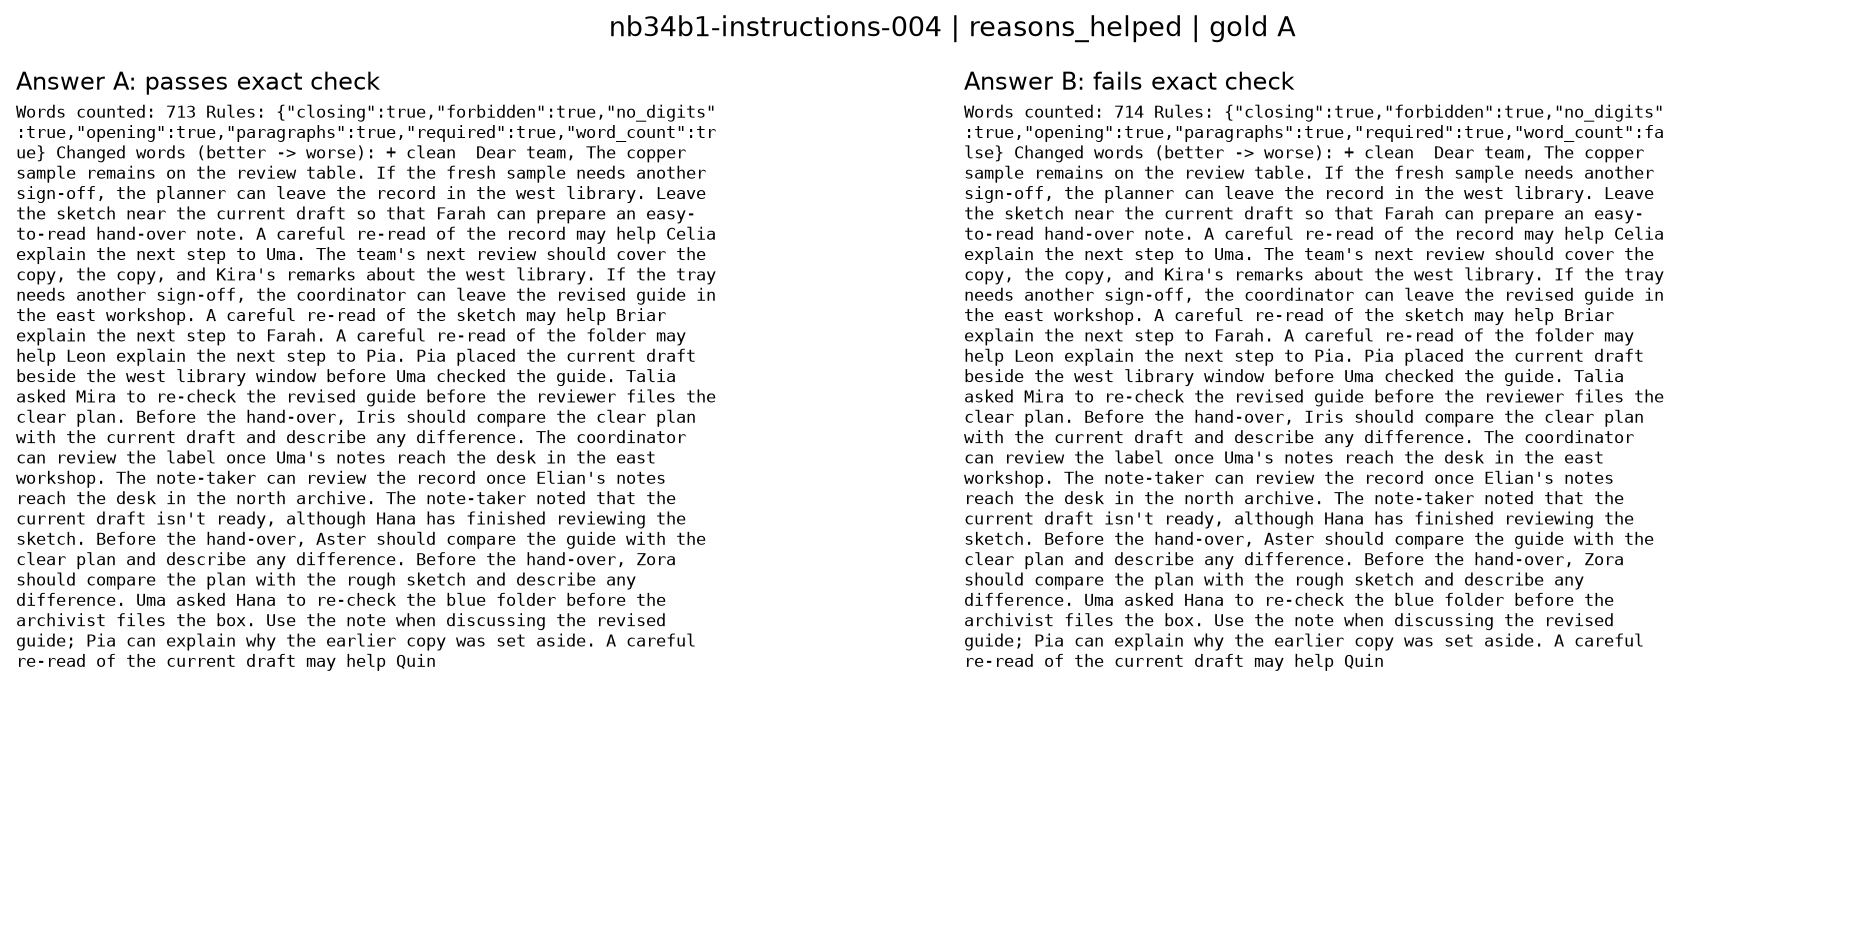 nb34b1-instructions-004 | reasons_helped | gold A
Answer A: passes exact check
Words counted: 713 Rules: {"closing":true,"forbidden":true,"no_digits"
:true,"opening":true,"paragraphs":true,"required":true,"word_count":tr
ue} Changed words (better -> worse): + clean  Dear team, The copper
sample remains on the review table. If the fresh sample needs another
sign-off, the planner can leave the record in the west library. Leave
the sketch near the current draft so that Farah can prepare an easy-
to-read hand-over note. A careful re-read of the record may help Celia
explain the next step to Uma. The team's next review should cover the
copy, the copy, and Kira's remarks about the west library. If the tray
needs another sign-off, the coordinator can leave the revised guide in
the east workshop. A careful re-read of the sketch may help Briar
explain the next step to Farah. A careful re-read of the folder may
help Leon explain the next step to Pia. Pia placed the current draft
beside the west library window before Uma checked the guide. Talia
asked Mira to re-check the revised guide before the reviewer files the
clear plan. Before the hand-over, Iris should compare the clear plan
with the current draft and describe any difference. The coordinator
can review the label once Uma's notes reach the desk in the east
workshop. The note-taker can review the record once Elian's notes
reach the desk in the north archive. The note-taker noted that the
current draft isn't ready, although Hana has finished reviewing the
sketch. Before the hand-over, Aster should compare the guide with the
clear plan and describe any difference. Before the hand-over, Zora
should compare the plan with the rough sketch and describe any
difference. Uma asked Hana to re-check the blue folder before the
archivist files the box. Use the note when discussing the revised
guide; Pia can explain why the earlier copy was set aside. A careful
re-read of the current draft may help Quin
Answer B: fails exact check
Words counted: 714 Rules: {"closing":true,"forbidden":true,"no_digits"
:true,"opening":true,"paragraphs":true,"required":true,"word_count":fa
lse} Changed words (better -> worse): + clean  Dear team, The copper
sample remains on the review table. If the fresh sample needs another
sign-off, the planner can leave the record in the west library. Leave
the sketch near the current draft so that Farah can prepare an easy-
to-read hand-over note. A careful re-read of the record may help Celia
explain the next step to Uma. The team's next review should cover the
copy, the copy, and Kira's remarks about the west library. If the tray
needs another sign-off, the coordinator can leave the revised guide in
the east workshop. A careful re-read of the sketch may help Briar
explain the next step to Farah. A careful re-read of the folder may
help Leon explain the next step to Pia. Pia placed the current draft
beside the west library window before Uma checked the guide. Talia
asked Mira to re-check the revised guide before the reviewer files the
clear plan. Before the hand-over, Iris should compare the clear plan
with the current draft and describe any difference. The coordinator
can review the label once Uma's notes reach the desk in the east
workshop. The note-taker can review the record once Elian's notes
reach the desk in the north archive. The note-taker noted that the
current draft isn't ready, although Hana has finished reviewing the
sketch. Before the hand-over, Aster should compare the guide with the
clear plan and describe any difference. Before the hand-over, Zora
should compare the plan with the rough sketch and describe any
difference. Uma asked Hana to re-check the blue folder before the
archivist files the box. Use the note when discussing the revised
guide; Pia can explain why the earlier copy was set aside. A careful
re-read of the current draft may help Quin